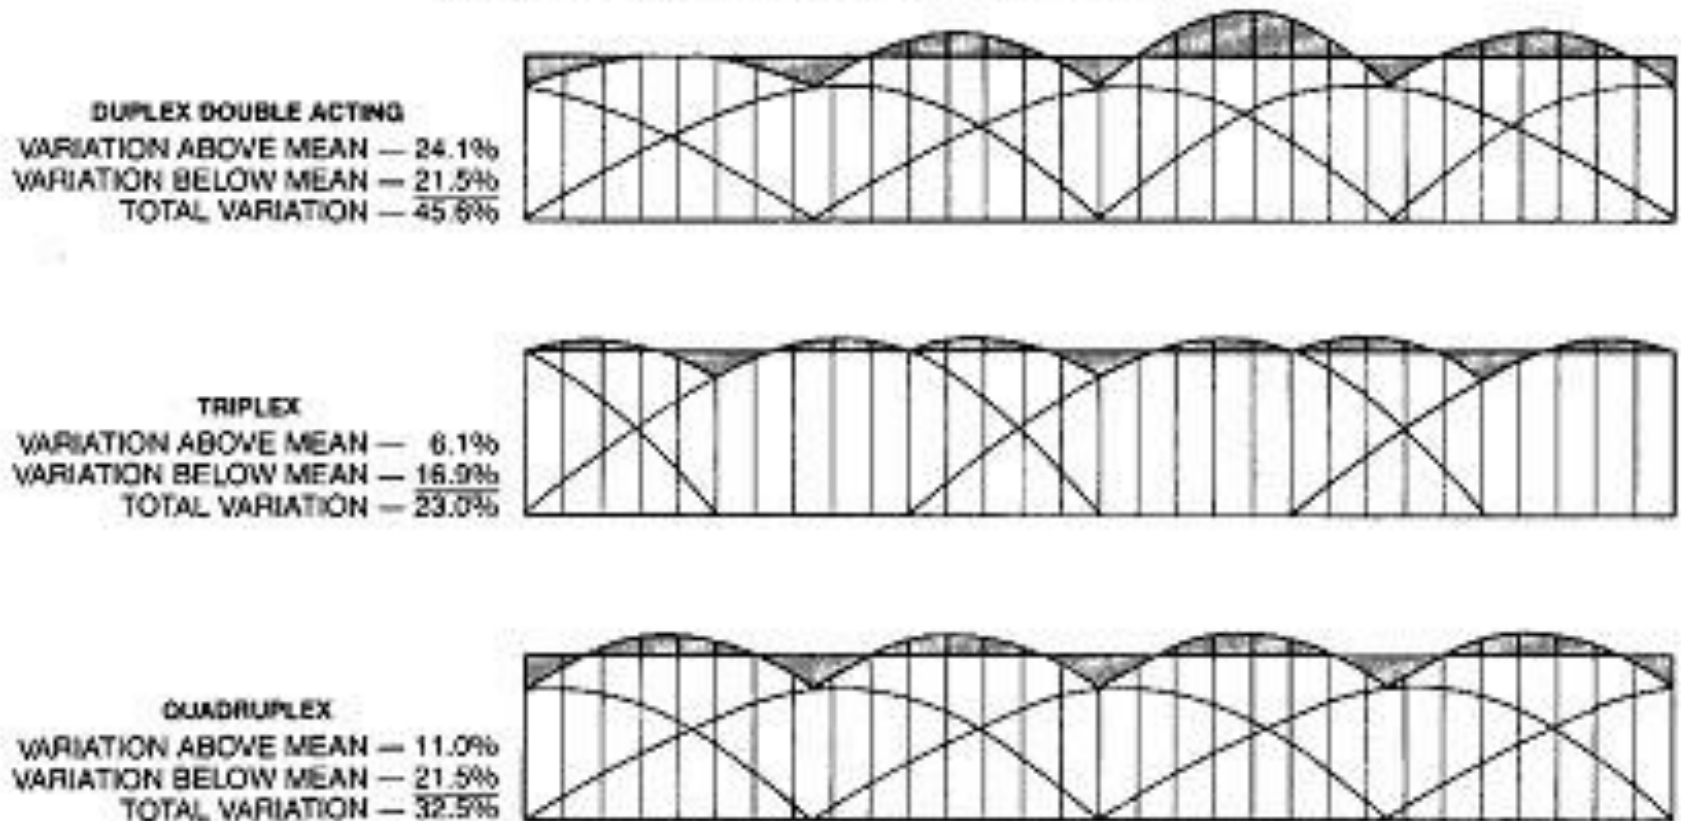 DUPLEX DOUBLE ACTING
VARIATION ABOVE MEAN — 24.1%
VARIATION BELOW MEAN — 21.5%
TOTAL VARIATION — 45.6%
TRIPLEX
VARIATION ABOVE MEAN — 6.1%
VARIATION BELOW MEAN — 16.9%
TOTAL VARIATION — 23.0%
QUADRUPLEX
VARIATION ABOVE MEAN — 11.0%
VARIATION BELOW MEAN — 21.5%
TOTAL VARIATION — 32.5%